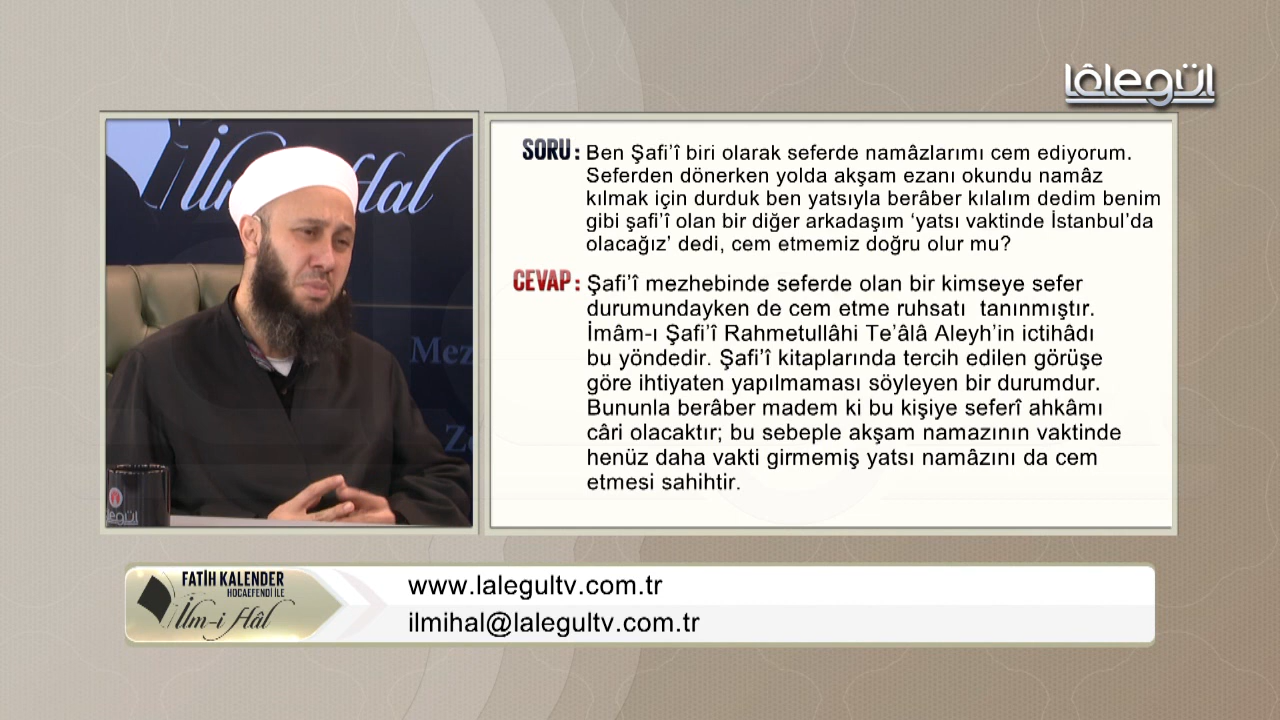 lâlegül
İlm-i Hal
SORU : Ben Şafi’î biri olarak seferde namâzlarımı cem ediyorum.
Seferden dönerken yolda akşam ezanı okundu namâz
kılmak için durduk ben yatsıyla berâber kılalım dedim benim
gibi şafi’î olan bir diğer arkadaşım ‘yatsı vaktinde İstanbul’da
olacağız’ dedi, cem etmemiz doğru olur mu?
CEVAP : Şafi’î mezhebinde seferde olan bir kimseye sefer
durumundayken de cem etme ruhsatı tanınmıştır.
İmâm-ı Şafi’î Rahmetullâhi Te’âlâ Aleyh’in ictihâdı
bu yöndedir. Şafi’î kitaplarında tercih edilen görüşe
göre ihtiyaten yapılmaması söyleyen bir durumdur.
Bununla berâber madem ki bu kişiye seferî ahkâmı
câri olacaktır; bu sebeple akşam namazının vaktinde
henüz daha vakti girmemiş yatsı namâzını da cem
etmesi sahihtir.
Mez
Ze
FATİH KALENDER
HOCAEFENDİ İLE
İlm-i Hâl
www.lalegultv.com.tr
ilmihal@lalegultv.com.tr